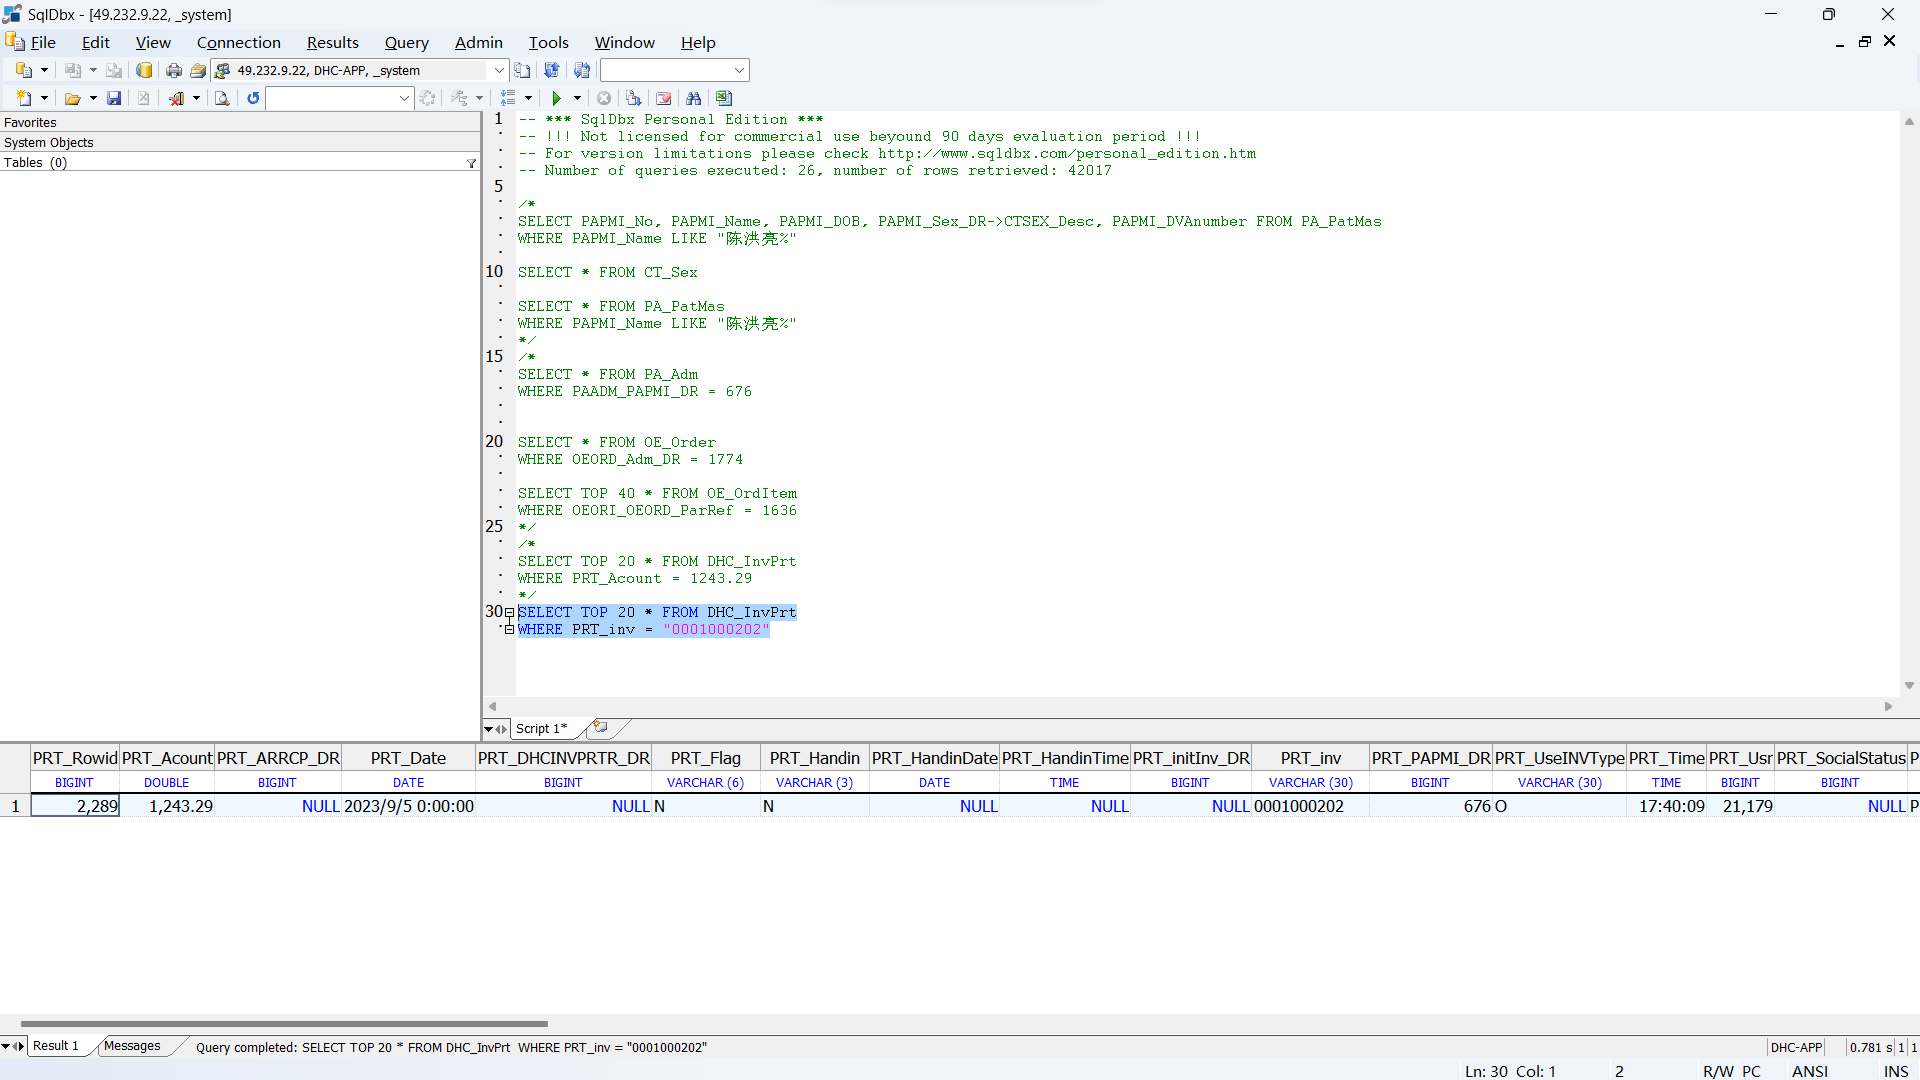 SqlDbx - [49.232.9.22, _system]
File Edit View Connection Results Query Admin Tools Window Help
49.232.9.22, DHC-APP, _system
Favorites
System Objects
Tables (0)
1 -- *** SqlDbx Personal Edition ***
-- !!! Not licensed for commercial use beyound 90 days evaluation period !!!
-- For version limitations please check http://www.sqldbx.com/personal_edition.htm
-- Number of queries executed: 26, number of rows retrieved: 42017
5
/*
SELECT PAPMI_No, PAPMI_Name, PAPMI_DOB, PAPMI_Sex_DR->CTSEX_Desc, PAPMI_DVAnumber FROM PA_PatMas
WHERE PAPMI_Name LIKE "陈洪亮%"
10 SELECT * FROM CT_Sex
SELECT * FROM PA_PatMas
WHERE PAPMI_Name LIKE "陈洪亮%"
*/
15 /*
SELECT * FROM PA_Adm
WHERE PAADM_PAPMI_DR = 676
20 SELECT * FROM OE_Order
WHERE OEORD_Adm_DR = 1774
SELECT TOP 40 * FROM OE_OrdItem
WHERE OEORI_OEORD_ParRef = 1636
25 */
/*
SELECT TOP 20 * FROM DHC_InvPrt
WHERE PRT_Acount = 1243.29
*/
30 SELECT TOP 20 * FROM DHC_InvPrt
WHERE PRT_inv = "0001000202"
Script 1*
PRT_Rowid PRT_Acount PRT_ARRCP_DR PRT_Date PRT_DHCINVPRTR_DR PRT_Flag PRT_Handin PRT_HandinDate PRT_HandinTime PRT_initInv_DR PRT_inv PRT_PAPMI_DR PRT_UseINVType PRT_Time PRT_Usr PRT_SocialStatus P
BIGINT DOUBLE BIGINT DATE BIGINT VARCHAR (6) VARCHAR (3) DATE TIME BIGINT VARCHAR (30) BIGINT VARCHAR (30) TIME BIGINT BIGINT
1 2,289 1,243.29 NULL 2023/9/5 0:00:00 NULL N N NULL NULL NULL 0001000202 676 O 17:40:09 21,179 NULL P
Result 1 Messages Query completed: SELECT TOP 20 * FROM DHC_InvPrt WHERE PRT_inv = "0001000202" DHC-APP 0.781 s 1 1
Ln: 30 Col: 1 2 R/W PC ANSI INS